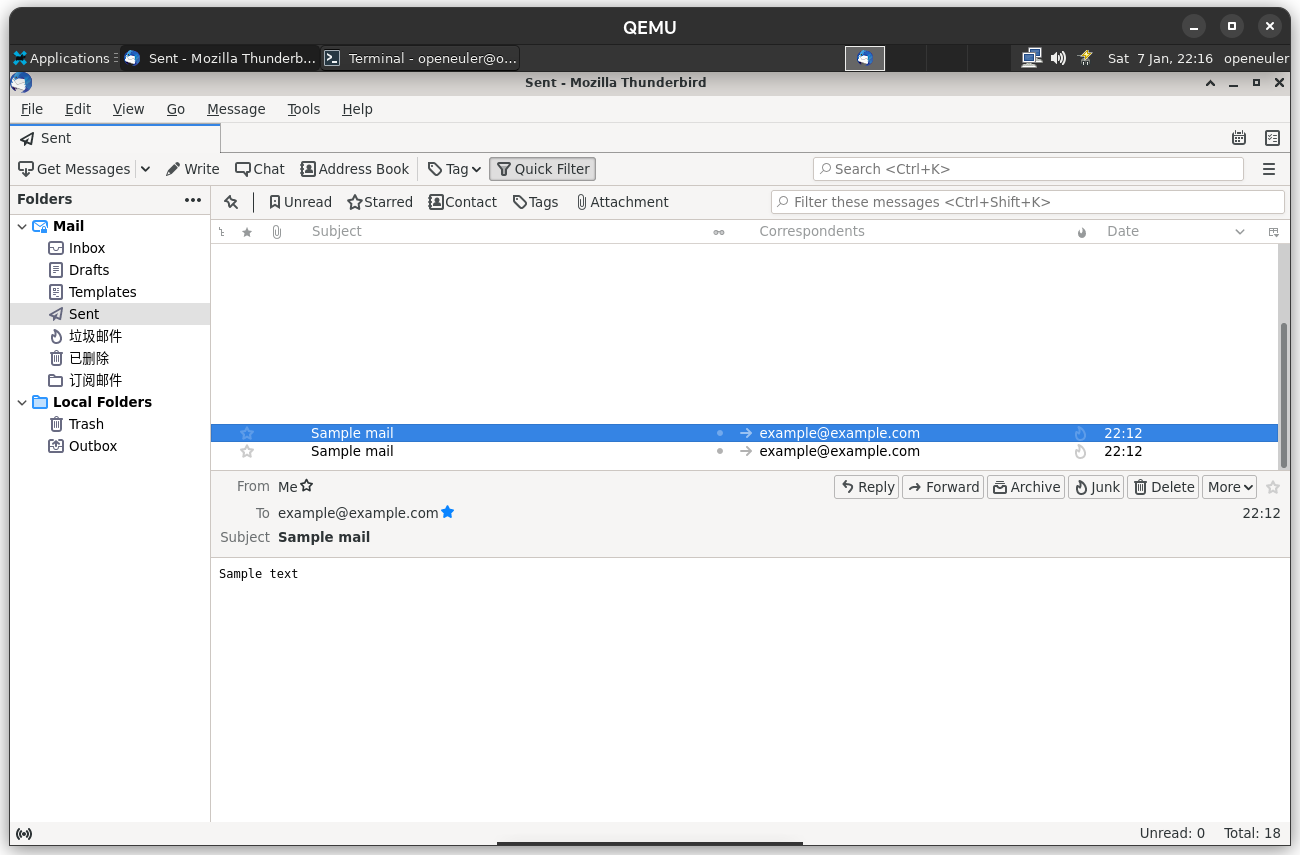 QEMU
Applications Sent - Mozilla Thunderb... Terminal - openeuler@o... Sat 7 Jan, 22:16 openeuler
Sent - Mozilla Thunderbird
File Edit View Go Message Tools Help
Sent
Get Messages Write Chat Address Book Tag Quick Filter Search <Ctrl+K>
Folders
Unread Starred Contact Tags Attachment Filter these messages <Ctrl+Shift+K>
Subject Correspondents Date
Mail
Inbox
Drafts
Templates
Sent
垃圾邮件
已删除
订阅邮件
Local Folders
Trash
Outbox
Sample mail example@example.com 22:12
Sample mail example@example.com 22:12
From Me Reply Forward Archive Junk Delete More
To example@example.com 22:12
Subject Sample mail
Sample text
Unread: 0 Total: 18